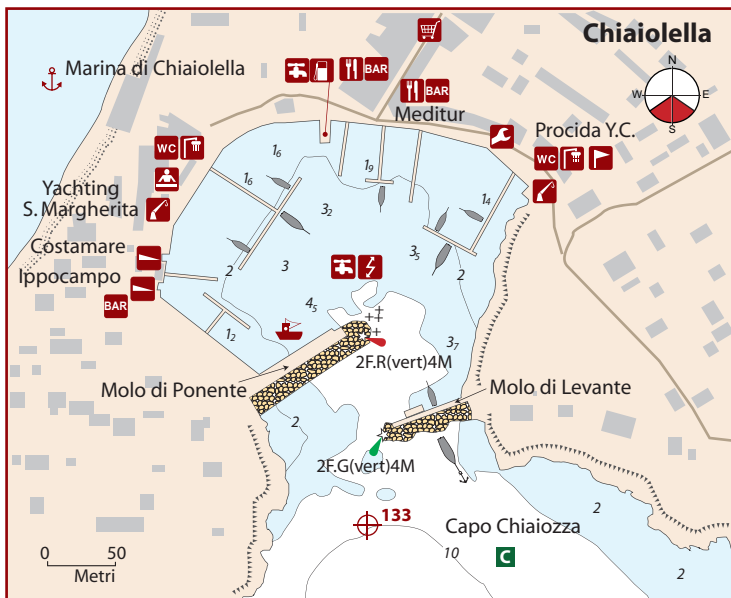 Chiaiolella
Marina di Chiaiolella
BAR
BAR
Meditur
N
W E
S
Procida Y.C.
WC
WC
Yachting
S. Margherita
Costamare
Ippocampo
BAR
1₆
1₆
1₉
1₄
3₂
3₅
2
3
2
4₅
1₂
3₇
2F.R(vert)4M
Molo di Ponente
Molo di Levante
2
2F.G(vert)4M
133
Capo Chiaiozza
C
10
2
2
0 50
Metri